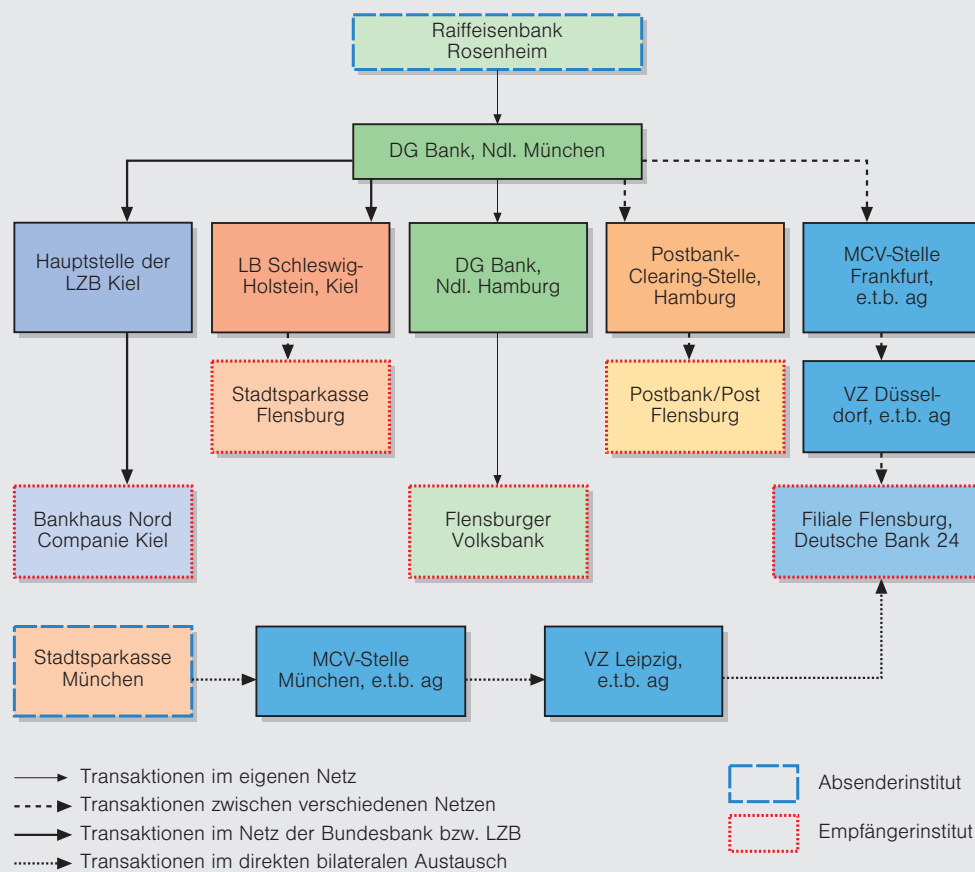 Raiffeisenbank
Rosenheim
DG Bank, Ndl. München
Hauptstelle der
LZB Kiel
LB Schleswig-
Holstein, Kiel
DG Bank,
Ndl. Hamburg
Postbank-
Clearing-Stelle,
Hamburg
MCV-Stelle
Frankfurt,
e.t.b. ag
Stadtsparkasse
Flensburg
Postbank/Post
Flensburg
VZ Düssel-
dorf, e.t.b. ag
Bankhaus Nord
Companie Kiel
Flensburger
Volksbank
Filiale Flensburg,
Deutsche Bank 24
Stadtsparkasse
München
MCV-Stelle
München, e.t.b. ag
VZ Leipzig,
e.t.b. ag
Transaktionen im eigenen Netz
Transaktionen zwischen verschiedenen Netzen
Transaktionen im Netz der Bundesbank bzw. LZB
Transaktionen im direkten bilateralen Austausch
Absenderinstitut
Empfängerinstitut